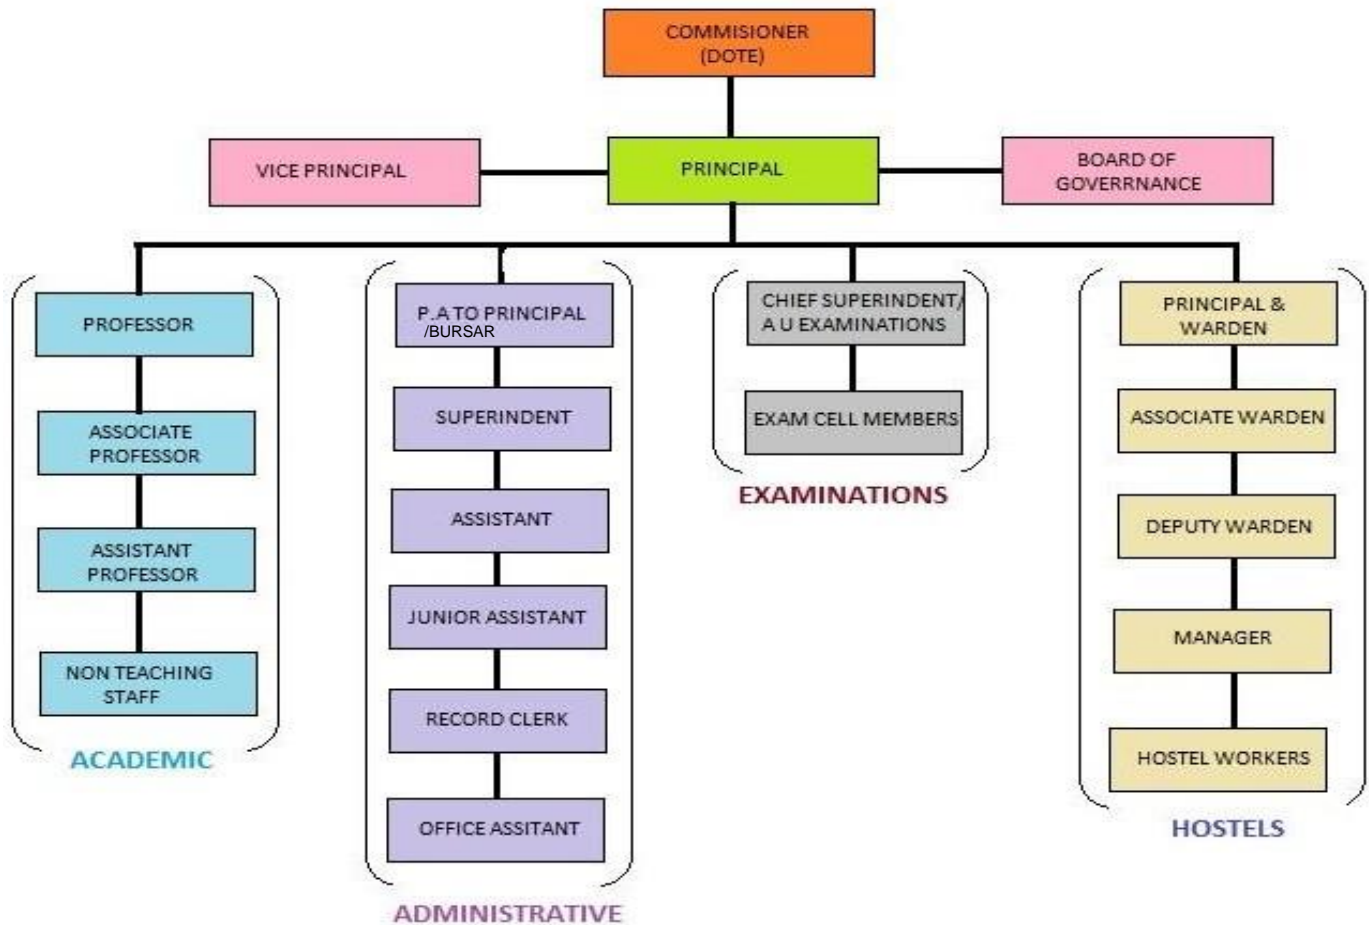 COMMISIONER
(DOTE)
VICE PRINCIPAL
PRINCIPAL
BOARD OF
GOVERRNANCE
PROFESSOR
ASSOCIATE
PROFESSOR
ASSISTANT
PROFESSOR
NON TEACHING
STAFF
ACADEMIC
P.A TO PRINCIPAL
/BURSAR
SUPERINDENT
ASSISTANT
JUNIOR ASSISTANT
RECORD CLERK
OFFICE ASSITANT
ADMINISTRATIVE
CHIEF SUPERINDENT/
A U EXAMINATIONS
EXAM CELL MEMBERS
EXAMINATIONS
PRINCIPAL &
WARDEN
ASSOCIATE WARDEN
DEPUTY WARDEN
MANAGER
HOSTEL WORKERS
HOSTELS